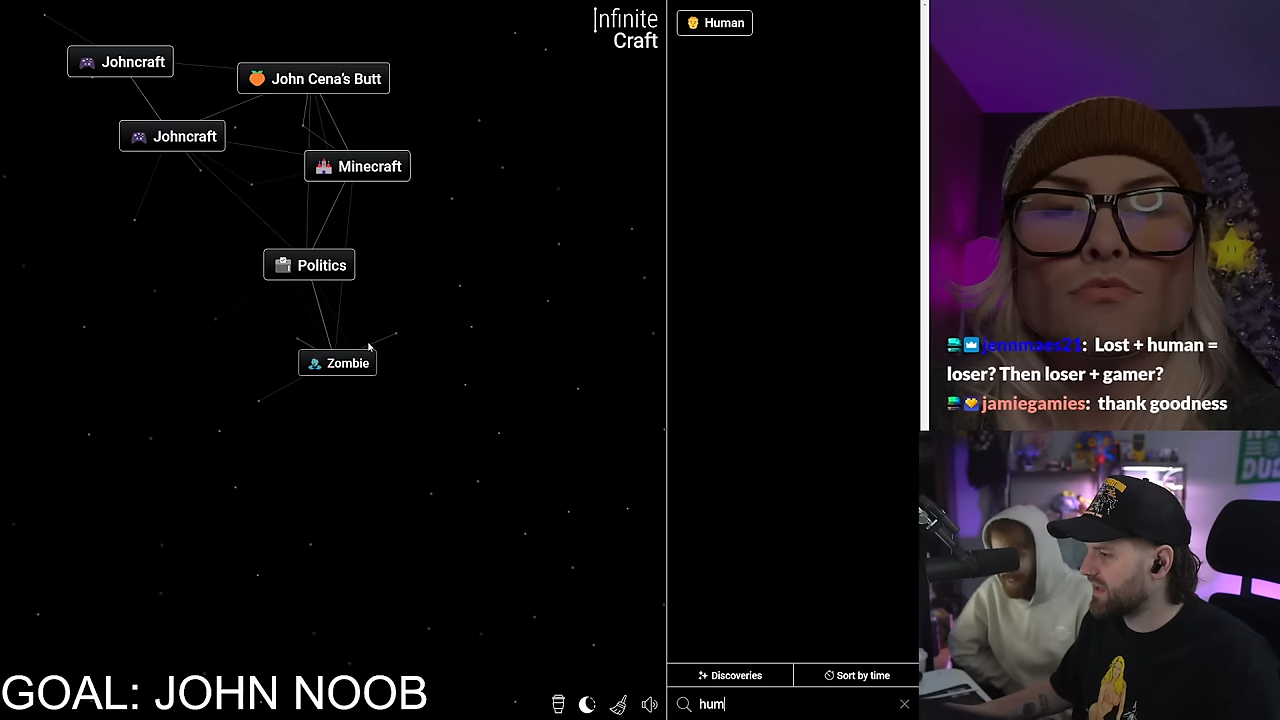 Infinite
Craft
Johncraft
John Cena's Butt
Johncraft
Minecraft
Politics
Zombie
Human
Discoveries
Sort by time
hum
jennmaes21: Lost + human =
loser? Then loser + gamer?
jamiegamies: thank goodness
GOAL: JOHN NOOB